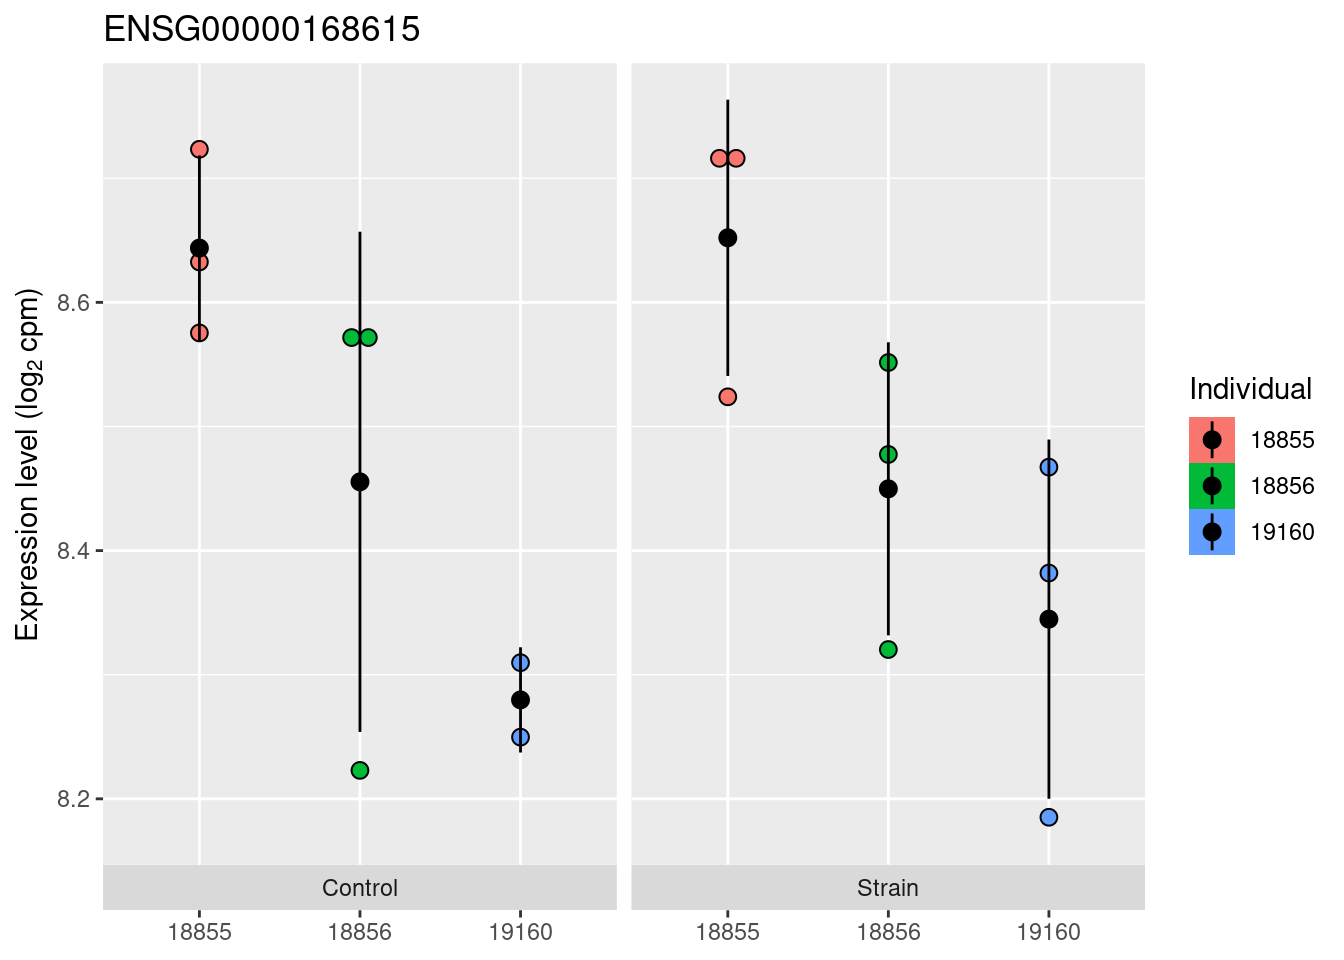 ENSG00000168615
Expression level (log₂ cpm)
8.6
8.4
8.2
Control
Strain
18855
18856
19160
18855
18856
19160
Individual
18855
18856
19160